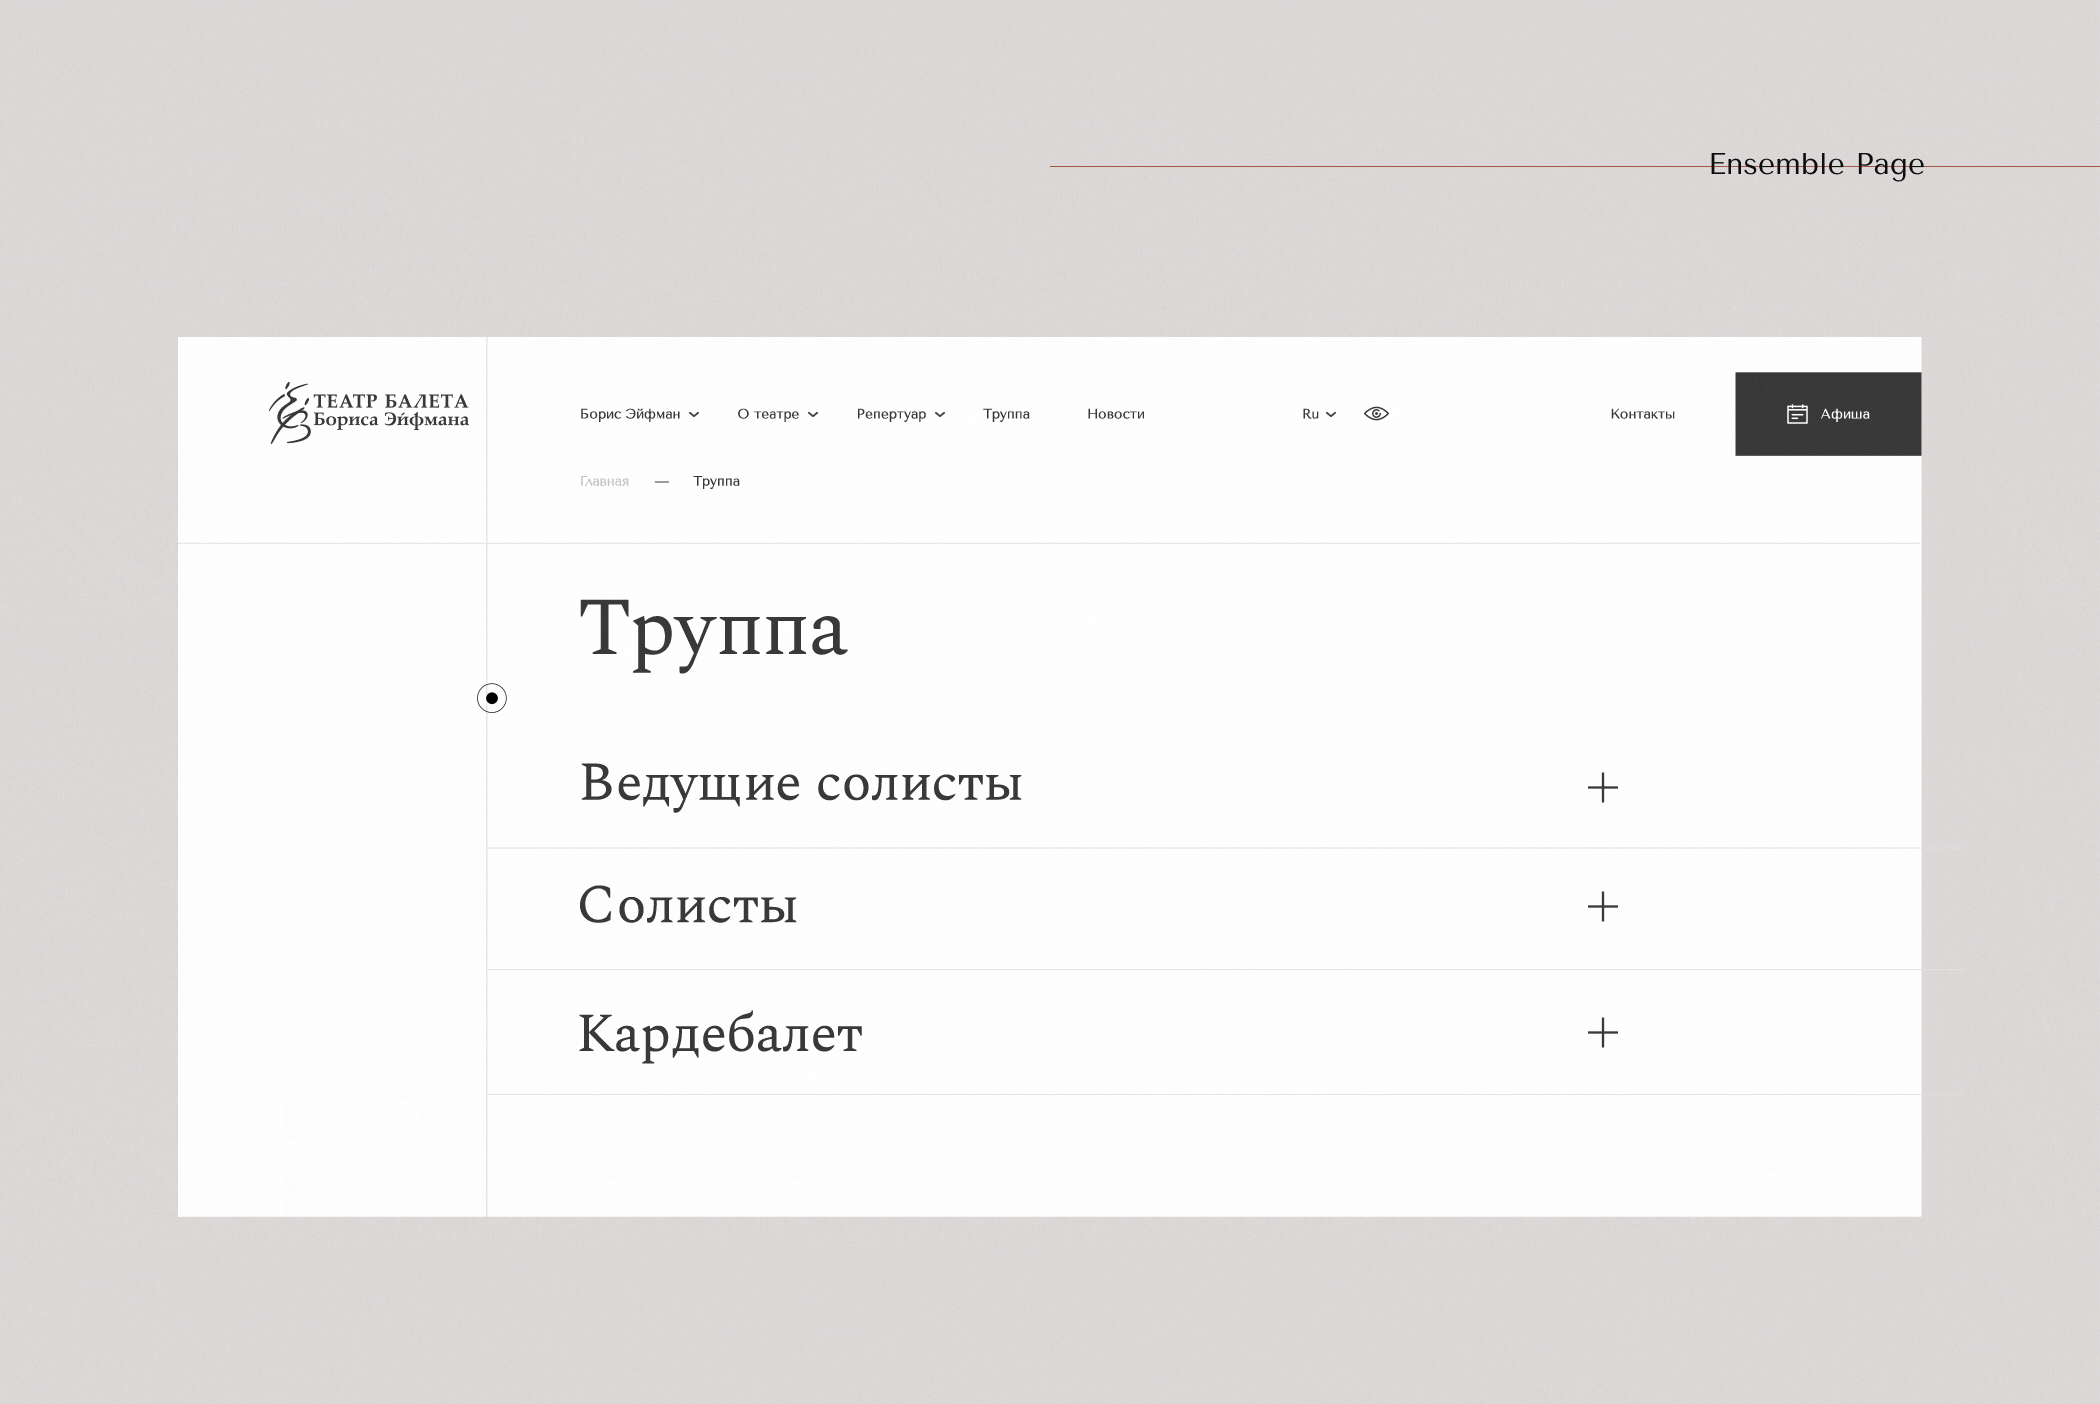 Ensemble Page
ТЕАТР БАЛЕТА
Бориса Эйфмана
Борис Эйфман О театре Репертуар Труппа Новости Ru Контакты Афиша
Главная — Труппа
Труппа
Ведущие солисты
Солисты
Кардебалет